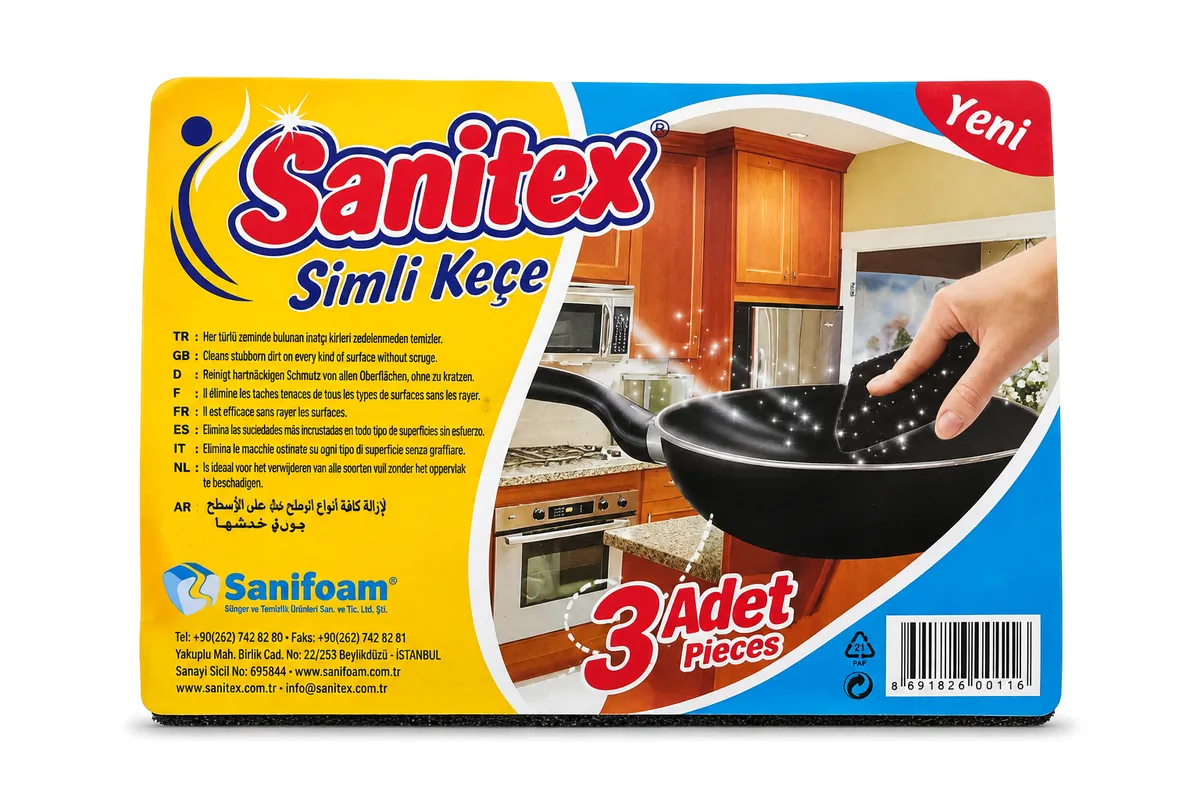 Yeni
Sanitex®
Simli Keçe
TR : Her türlü zeminde bulunan inatçı kirleri zedelenmeden temizler.
GB : Cleans stubborn dirt on every kind of surface without scruge.
D : Reinigt hartnäckigen Schmutz von allen Oberflächen, ohne zu kratzen.
F : Il élimine les taches tenaces de tous les types de surfaces sans les rayer.
FR : Il est efficace sans rayer les surfaces.
ES : Elimina las suciedades más incrustadas en todo tipo de superficies sin esfuerzo.
IT : Elimina le macchie ostinate su ogni tipo di superficie senza graffiare.
NL : Is ideaal voor het verwijderen van alle soorten vuil zonder het oppervlak
te beschadigen.
AR : لإزالة كافة أنواع على الأسطح
خدشها
Sanifoam®
Sünger ve Temizlik Ürünleri San. ve Tic. Ltd. Şti.
Tel: +90(262) 742 82 80 • Faks: +90(262) 742 82 81
Yakuplu Mah. Birlik Cad. No: 22/253 Beylikdüzü - İSTANBUL
Sanayi Sicil No: 695844 • www.sanifoam.com.tr
www.sanitex.com.tr • info@sanitex.com.tr
3 Adet
Pieces
21
PAP
8 691826 00116